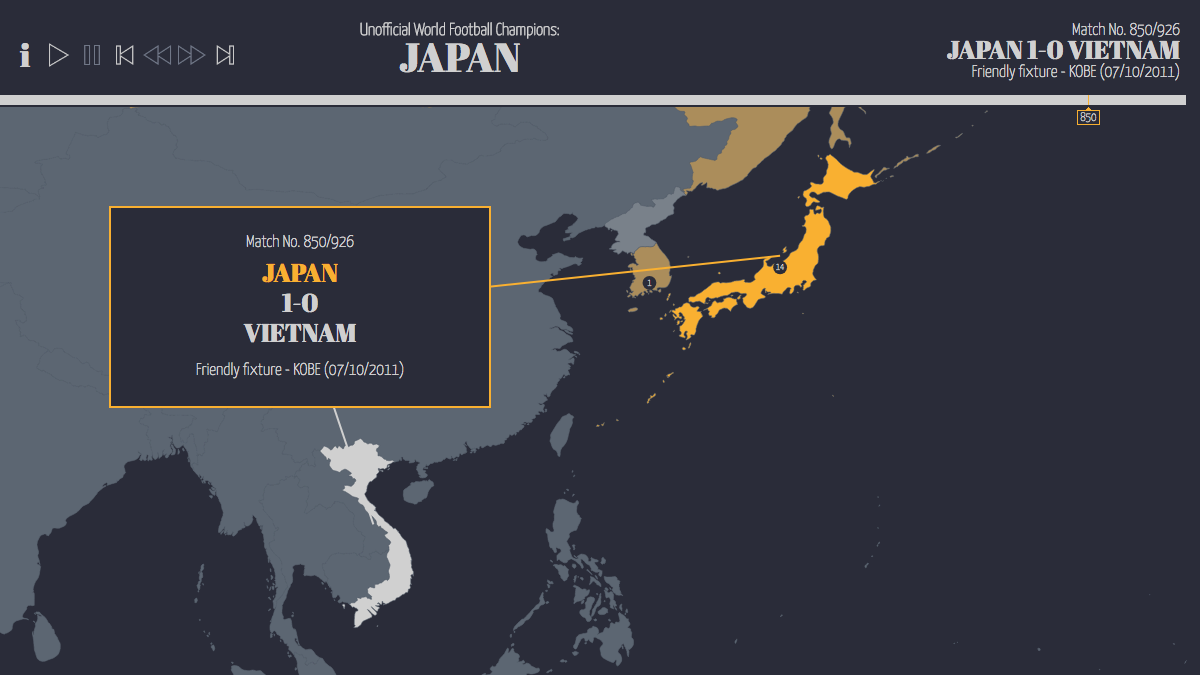 i
Unofficial World Football Champions:
JAPAN
Match No. 850/926
JAPAN 1-0 VIETNAM
Friendly fixture - KOBE (07/10/2011)
850
Match No. 850/926
JAPAN
1-0
VIETNAM
Friendly fixture - KOBE (07/10/2011)
14
1